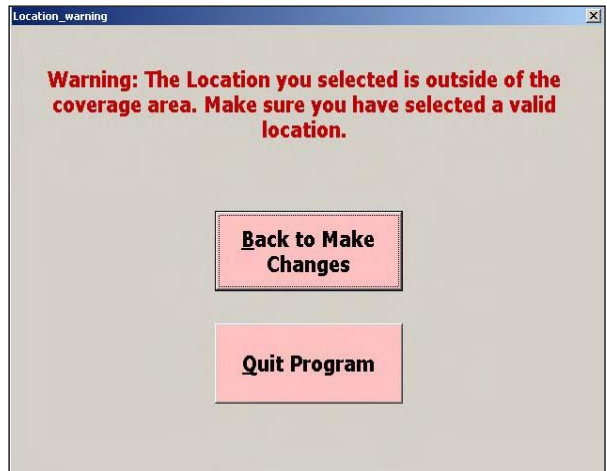 Location_warning
Warning: The Location you selected is outside of the
coverage area. Make sure you have selected a valid
location.
Back to Make
Changes
Quit Program